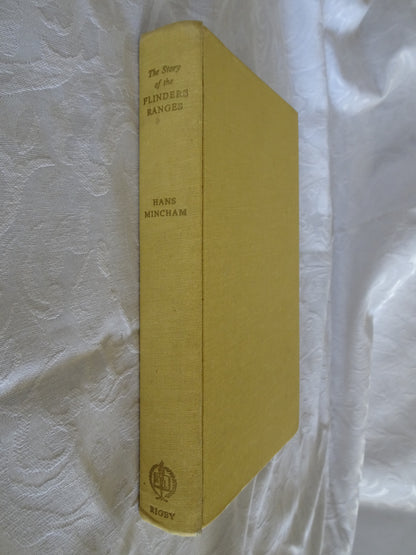 The Story
of the
FLINDERS
RANGES
HANS
MINCHAM
RIGBY